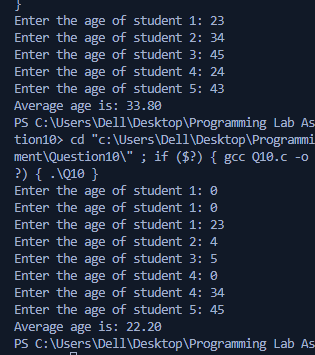 }
Enter the age of student 1: 23
Enter the age of student 2: 34
Enter the age of student 3: 45
Enter the age of student 4: 24
Enter the age of student 5: 43
Average age is: 33.80
PS C:\Users\Dell\Desktop\Programming Lab As
tion10> cd "c:\Users\Dell\Desktop\Programmi
ment\Question10\" ; if ($?) { gcc Q10.c -o
?) { .\Q10 }
Enter the age of student 1: 0
Enter the age of student 1: 0
Enter the age of student 1: 23
Enter the age of student 2: 4
Enter the age of student 3: 5
Enter the age of student 4: 0
Enter the age of student 4: 34
Enter the age of student 5: 45
Average age is: 22.20
PS C:\Users\Dell\Desktop\Programming Lab As